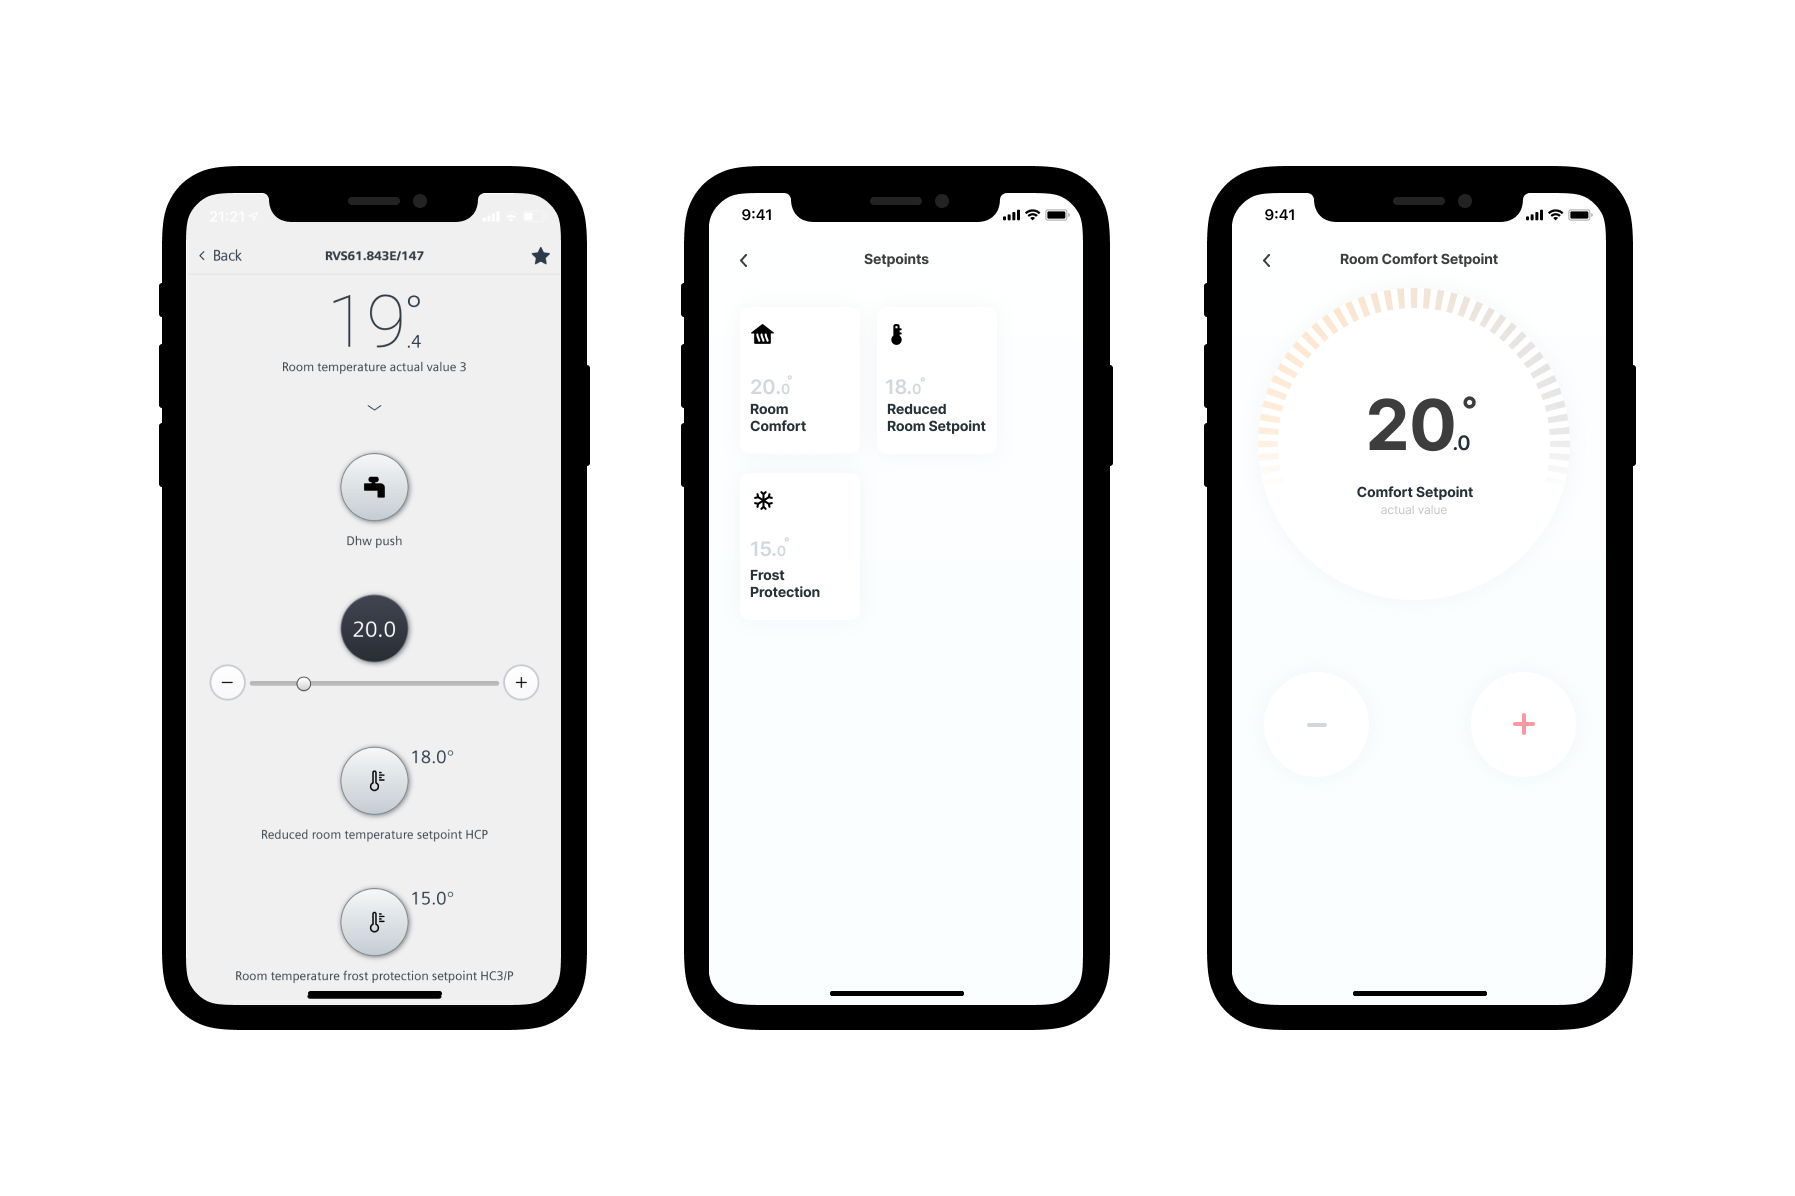 21:21
Back
RVS61.843E/147
19.4°
Room temperature actual value 3
Dhw push
20.0
−
+
18.0°
Reduced room temperature setpoint HCP
15.0°
Room temperature frost protection setpoint HC3/P
9:41
Setpoints
20.0°
Room
Comfort
18.0°
Reduced
Room Setpoint
15.0°
Frost
Protection
9:41
Room Comfort Setpoint
20.0°
Comfort Setpoint
actual value
−
+